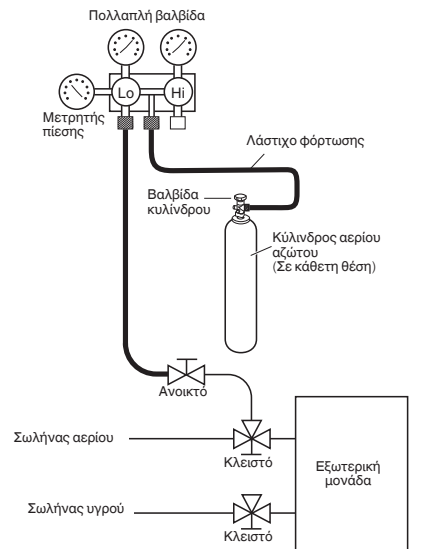 Πολλαπλή βαλβίδα
Lo
Hi
Μετρητής
πίεσης
Λάστιχο φόρτωσης
Βαλβίδα
κυλίνδρου
Κύλινδρος αερίου
αζώτου
(Σε κάθετη θέση)
Ανοικτό
Σωλήνας αερίου
Κλειστό
Εξωτερική
μονάδα
Σωλήνας υγρού
Κλειστό